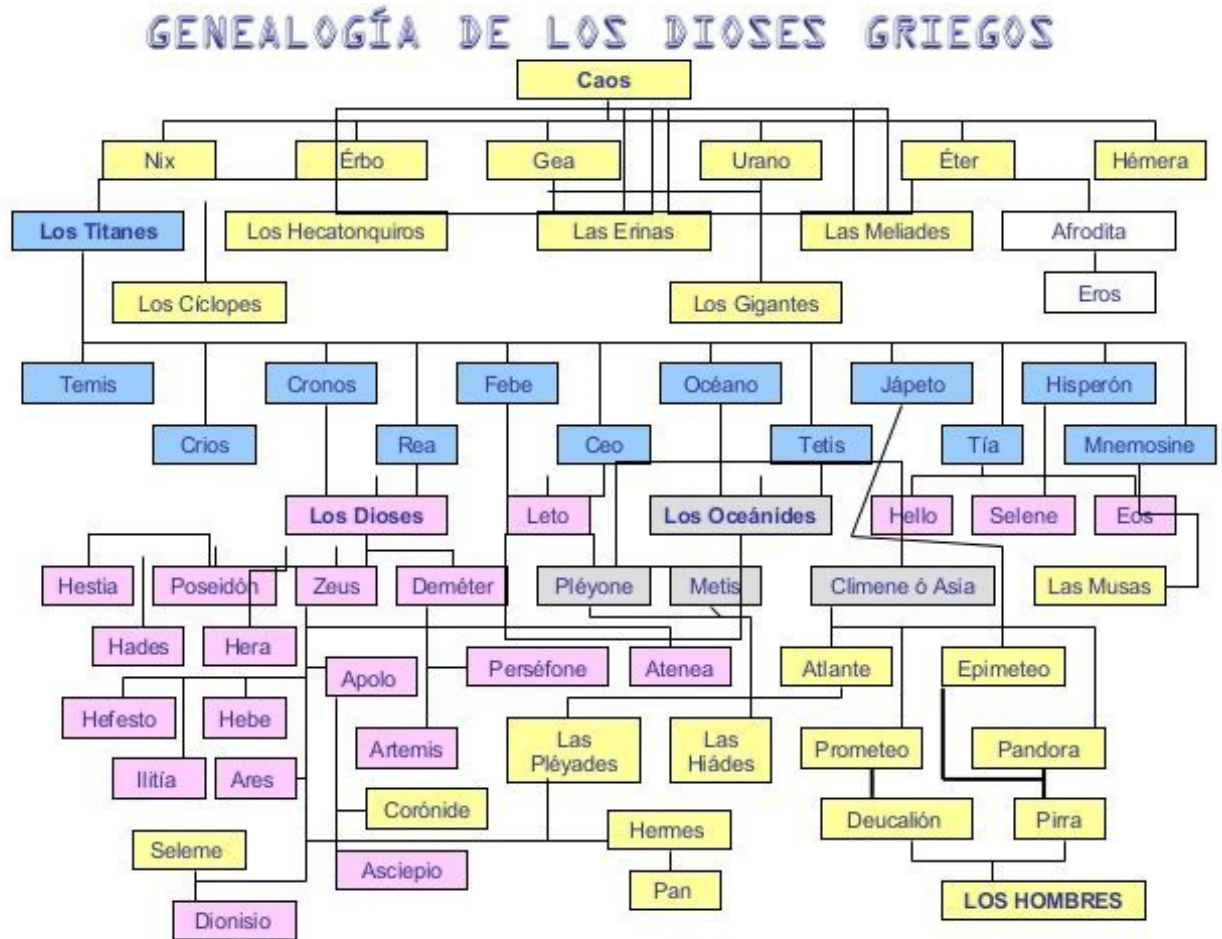 GENEALOGÍA DE LOS DIOSES GRIEGOS
Caos
Nix
Érbo
Gea
Urano
Éter
Hémera
Los Titanes
Los Hecatonquiros
Las Erinas
Las Meliades
Afrodita
Los Cíclopes
Los Gigantes
Eros
Temis
Cronos
Febe
Océano
Jápeto
Hisperón
Crios
Rea
Ceo
Tetis
Tía
Mnemosine
Los Dioses
Leto
Los Oceánides
Hello
Selene
Eos
Hestia
Poseidón
Zeus
Deméter
Pléyone
Metis
Climene ó Asia
Las Musas
Hades
Hera
Apolo
Perséfone
Atenea
Atlante
Epimeteo
Hefesto
Hebe
Artemis
Las
Pléyades
Las
Hiádes
Prometeo
Pandora
Ilitía
Ares
Corónide
Hermes
Deucalión
Pirra
Seleme
Asciepio
Pan
LOS HOMBRES
Dionisio